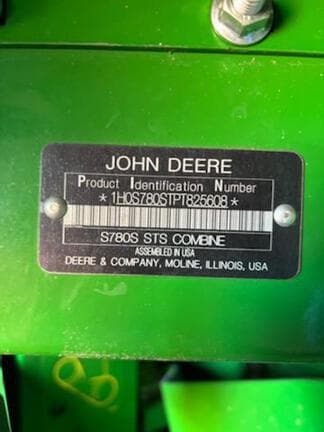 JOHN DEERE
Product Identification Number
*1H0S780STPT825608*
S780S STS COMBINE
ASSEMBLED IN USA
DEERE & COMPANY, MOLINE, ILLINOIS, USA